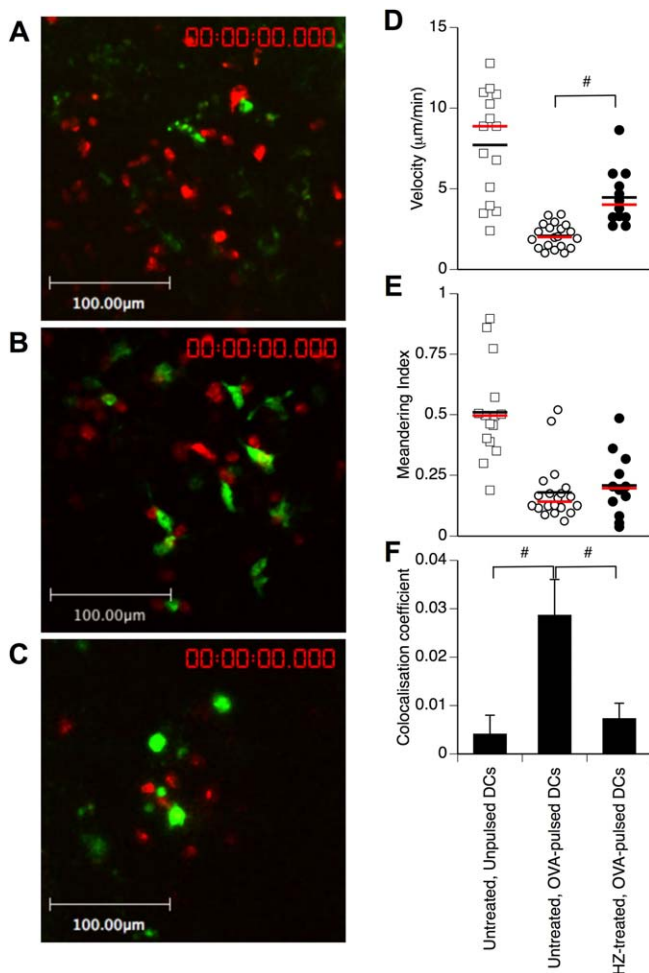 A
00:00:00.000
100.00μm
B
00:00:00.000
100.00μm
C
00:00:00.000
100.00μm
D
Velocity (μm/min)
15
10
5
0
#
E
Meandering Index
1
0.75
0.5
0.25
0
F
Colocalisation coefficient
0.04
0.03
0.02
0.01
0
# #
Untreated, Unpulsed DCs
Untreated, OVA-pulsed DCs
HZ-treated, OVA-pulsed DCs